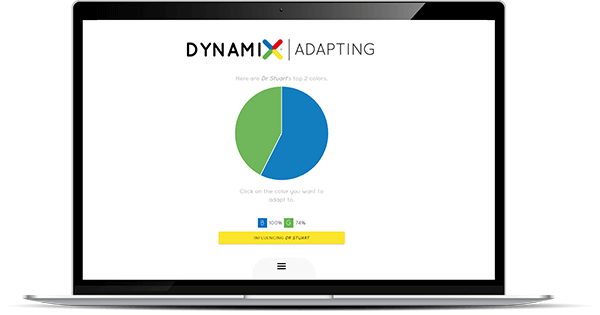 DYNAMIX | ADAPTING
Here are Dr Stuart's top 2 colors.
Click on the color you want to
adapt to.
B 100% G 74%
INFLUENCING DR STUART